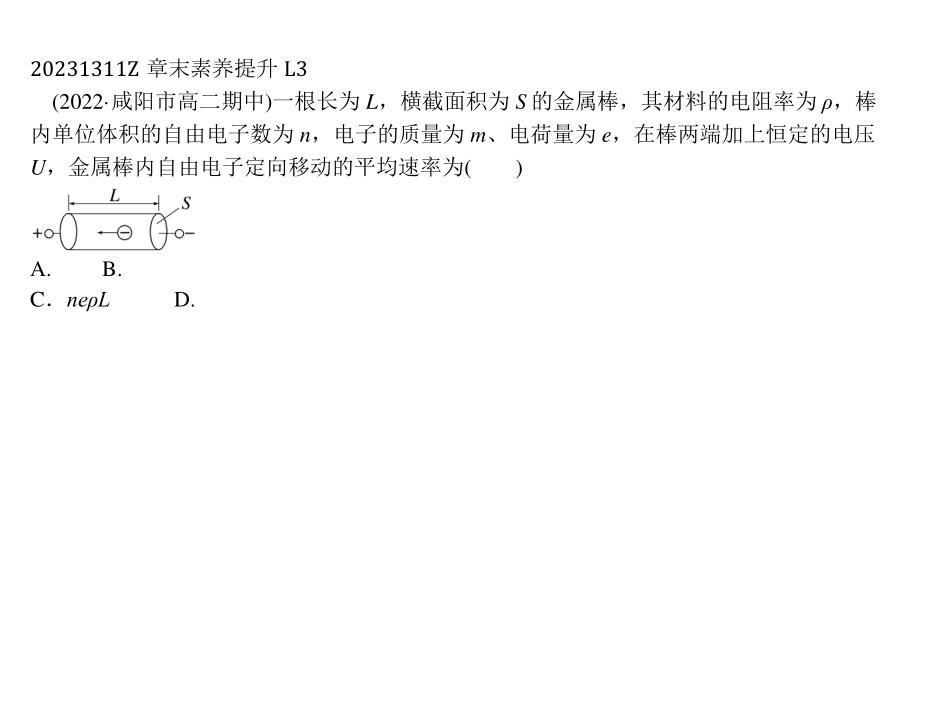 20231311Z 章末素养提升 L3
(2022·咸阳市高二期中)一根长为 L，横截面积为 S 的金属棒，其材料的电阻率为 ρ，棒
内单位体积的自由电子数为 n，电子的质量为 m、电荷量为 e，在棒两端加上恒定的电压
U，金属棒内自由电子定向移动的平均速率为(　　)
L
S
+ − −
A. B.
C．neρL D.